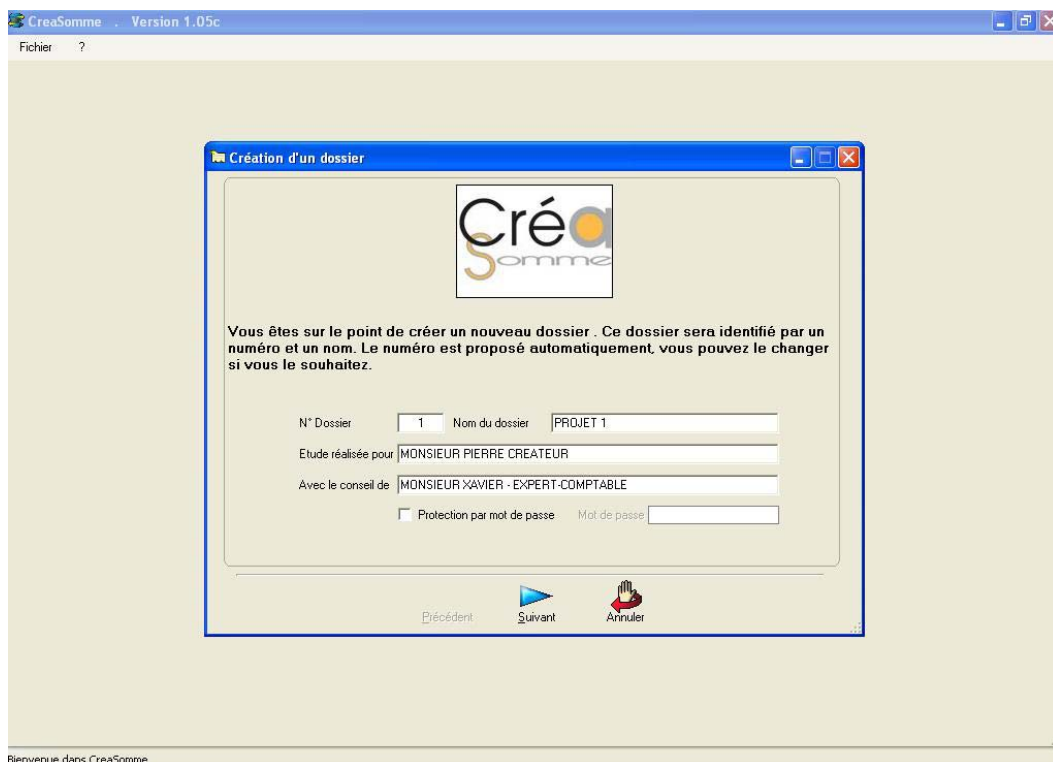 CreaSomme . Version 1.05c
Fichier ?
Création d'un dossier
Créa
Somme
Vous êtes sur le point de créer un nouveau dossier . Ce dossier sera identifié par un
numéro et un nom. Le numéro est proposé automatiquement, vous pouvez le changer
si vous le souhaitez.
N° Dossier 1 Nom du dossier PROJET 1
Etude réalisée pour MONSIEUR PIERRE CREATEUR
Avec le conseil de MONSIEUR XAVIER - EXPERT-COMPTABLE
Protection par mot de passe Mot de passe
Précédent Suivant Annuler
Bienvenue dans CreaSomme